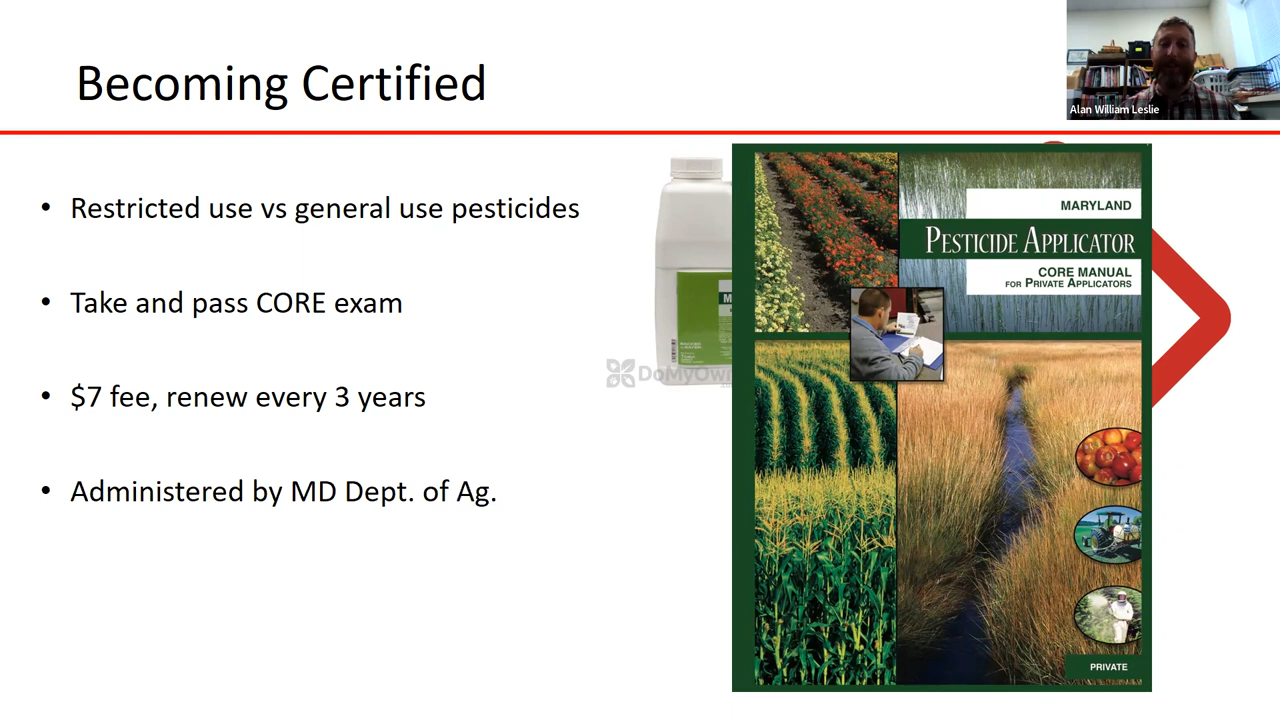 Becoming Certified
Alan William Leslie
• Restricted use vs general use pesticides
• Take and pass CORE exam
• $7 fee, renew every 3 years
• Administered by MD Dept. of Ag.
DoMyOwn
MARYLAND
PESTICIDE APPLICATOR
CORE MANUAL
FOR PRIVATE APPLICATORS
PRIVATE